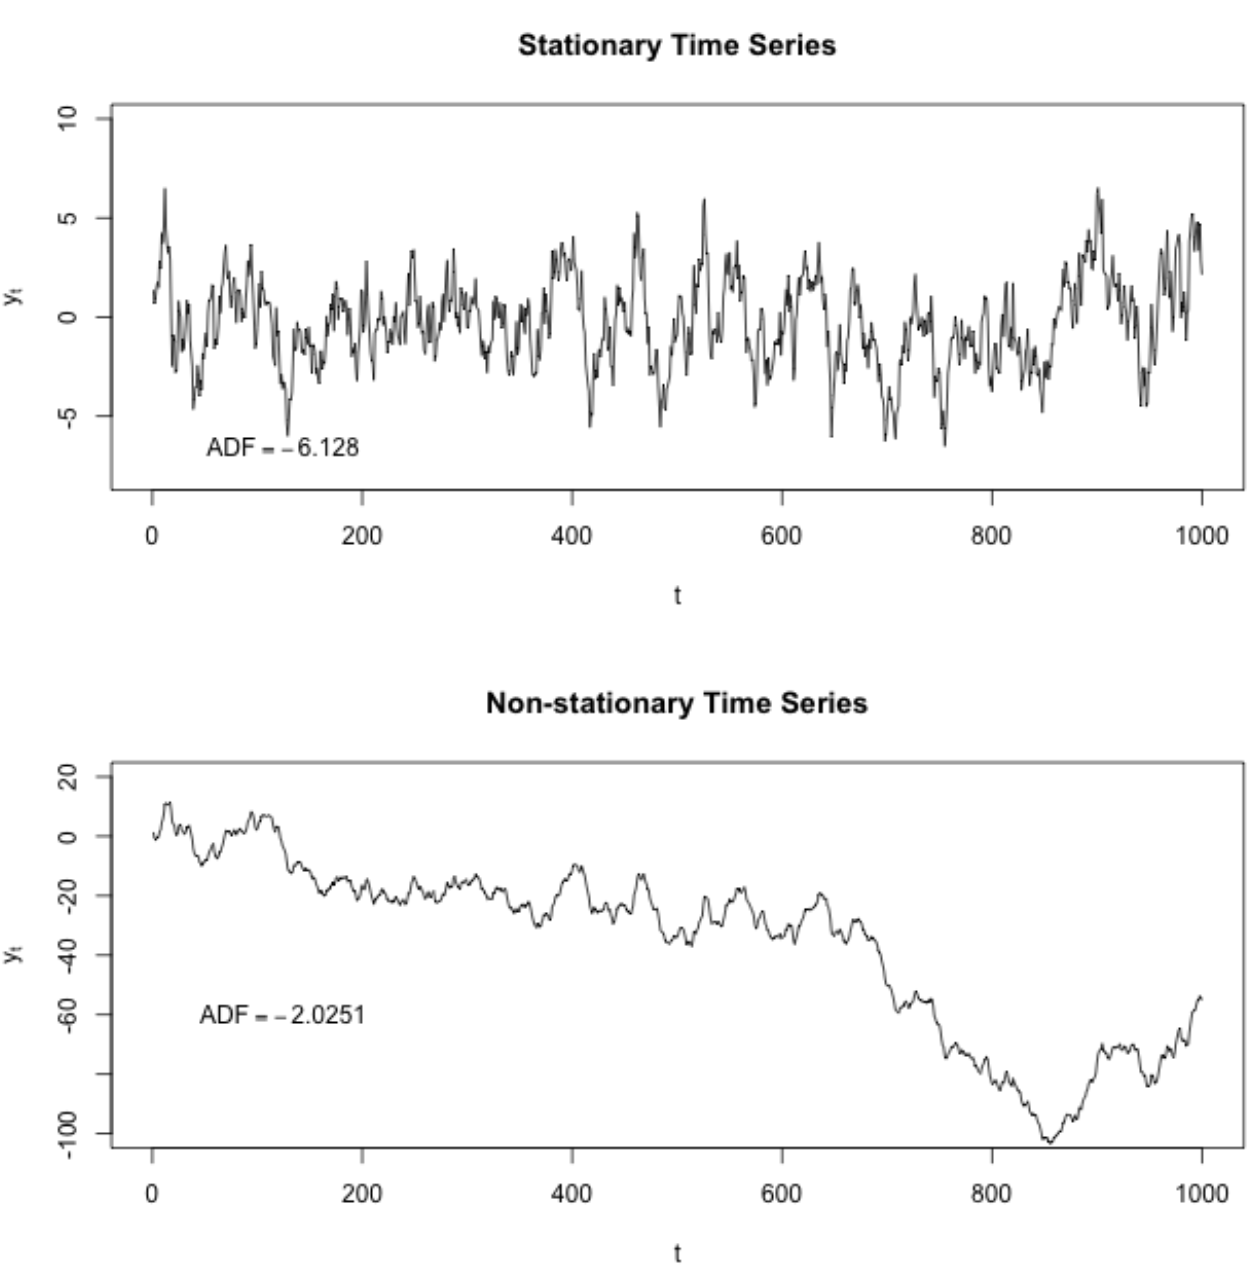 Stationary Time Series
10
5
0
-5
yt
ADF = −6.128
0 200 400 600 800 1000
t
Non-stationary Time Series
20
0
-20
-40
-60
-100
yt
ADF = −2.0251
0 200 400 600 800 1000
t